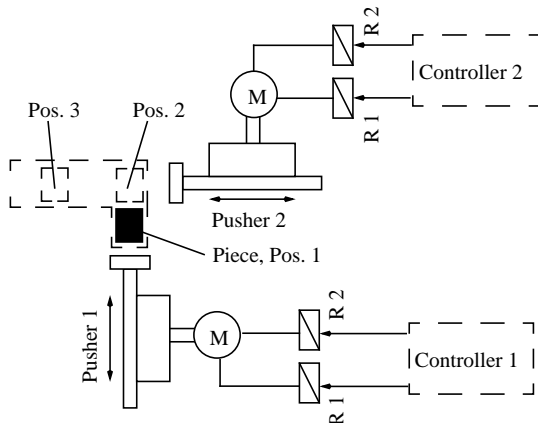 R 2
Controller 2
M
Pos. 3
Pos. 2
R 1
Pusher 2
Piece, Pos. 1
R 2
Pusher 1
M
Controller 1
R 1